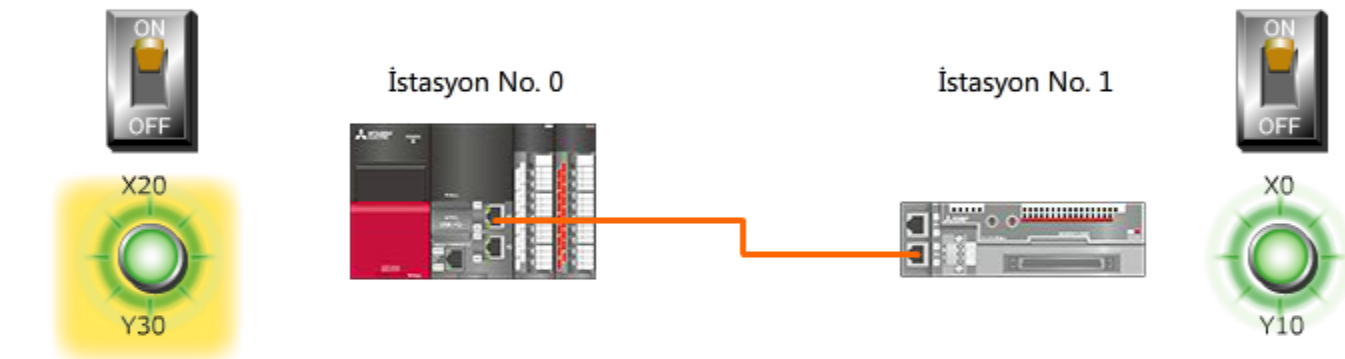 ON
OFF
X20
Y30
İstasyon No. 0
İstasyon No. 1
ON
OFF
X0
Y10